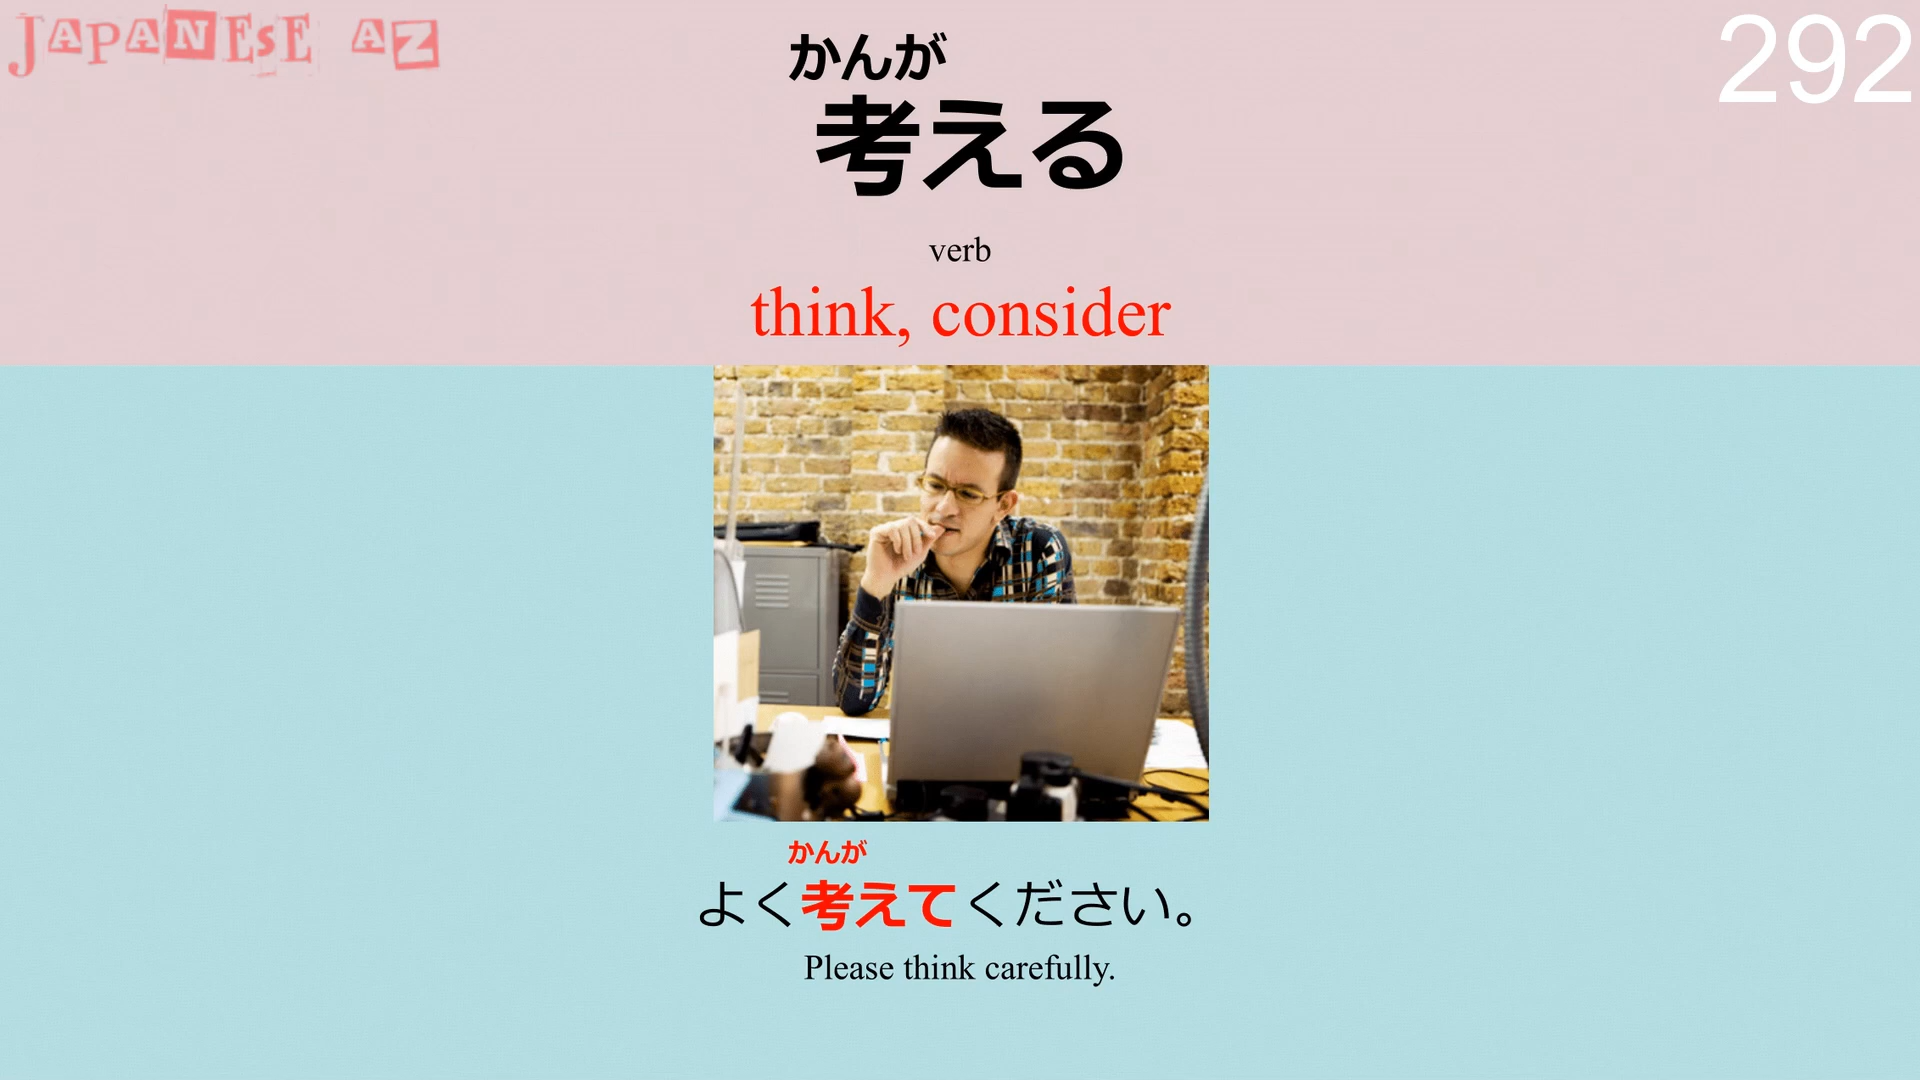 JAPANESE AZ
292
かんが
考える
verb
think, consider
かんが
よく考えてください。
Please think carefully.